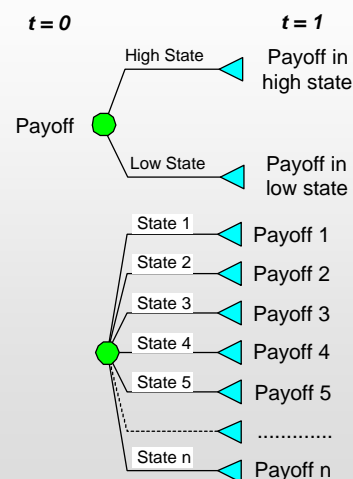 t = 0
t = 1
High State
Payoff in
high state
Payoff
Low State
Payoff in
low state
State 1
Payoff 1
State 2
Payoff 2
State 3
Payoff 3
State 4
Payoff 4
State 5
Payoff 5
.............
State n
Payoff n